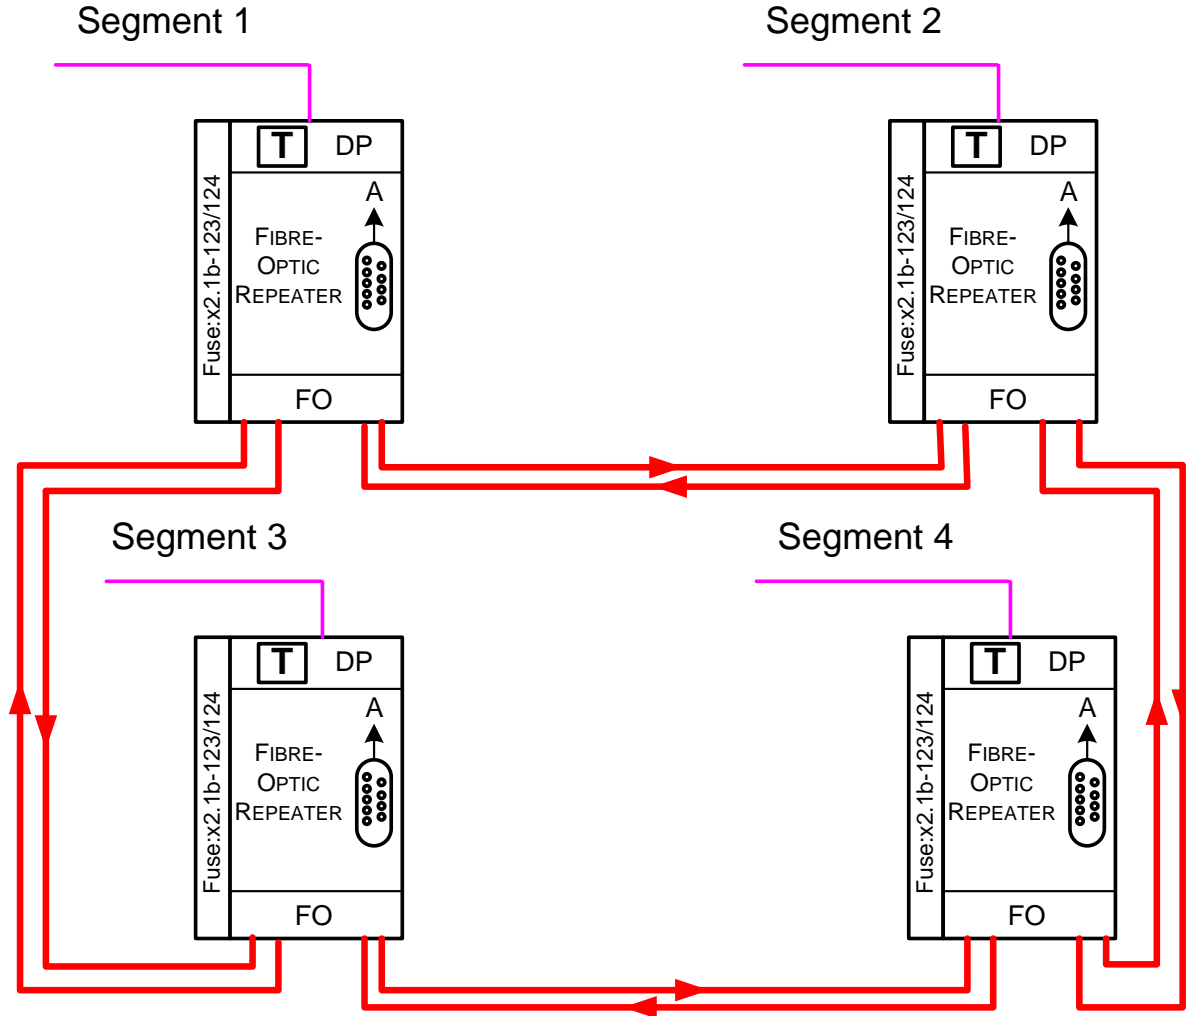 Segment 1
Segment 2
T DP
Fuse:x2.1b-123/124
A
FIBRE-
OPTIC
REPEATER
FO
T DP
Fuse:x2.1b-123/124
A
FIBRE-
OPTIC
REPEATER
FO
Segment 3
Segment 4
T DP
Fuse:x2.1b-123/124
A
FIBRE-
OPTIC
REPEATER
FO
T DP
Fuse:x2.1b-123/124
A
FIBRE-
OPTIC
REPEATER
FO